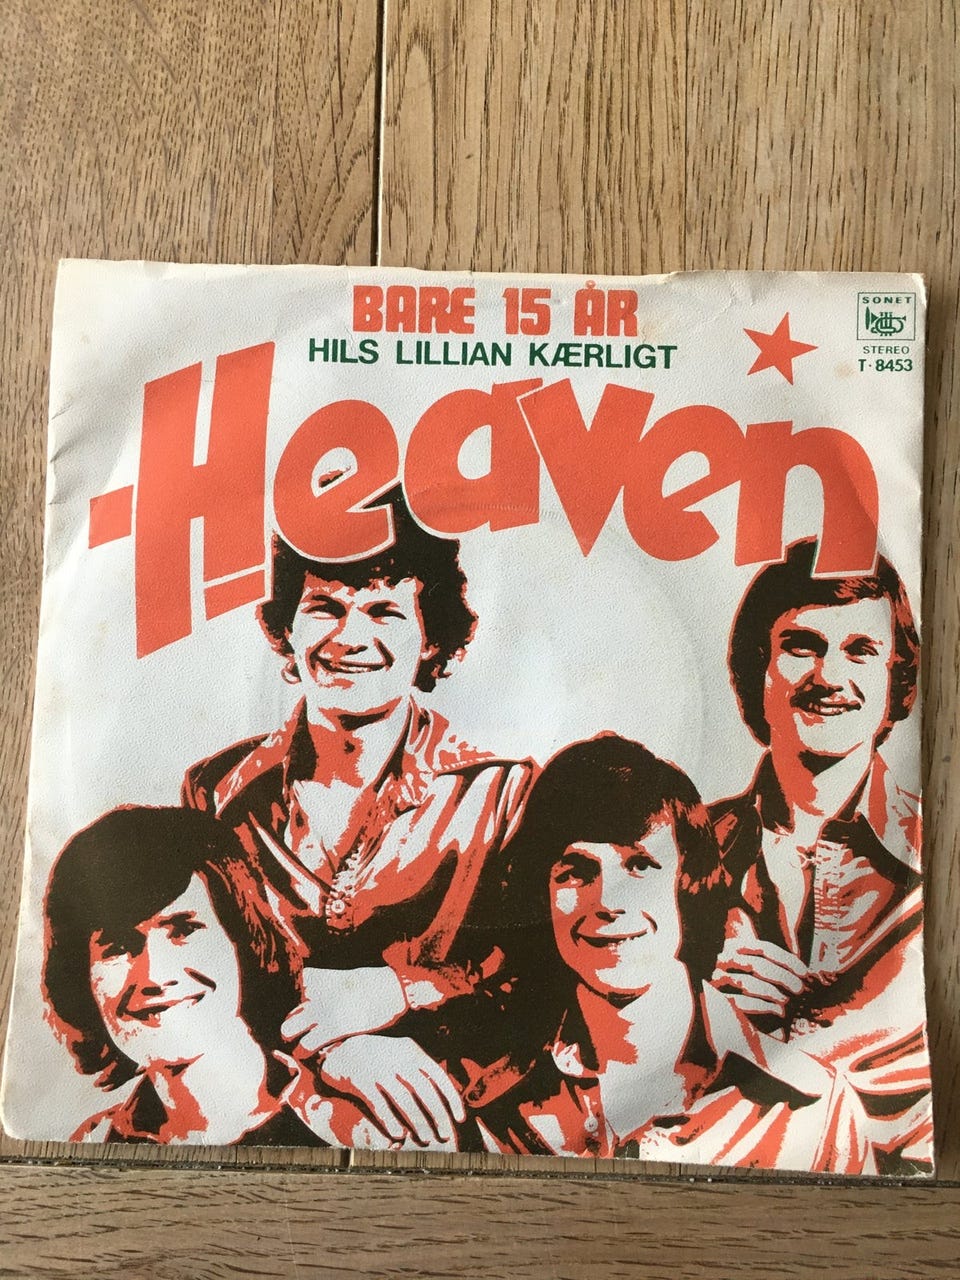 BARE 15 ÅR
HILS LILLIAN KÆRLIGT
Heaven
SONET
STEREO
T-8453